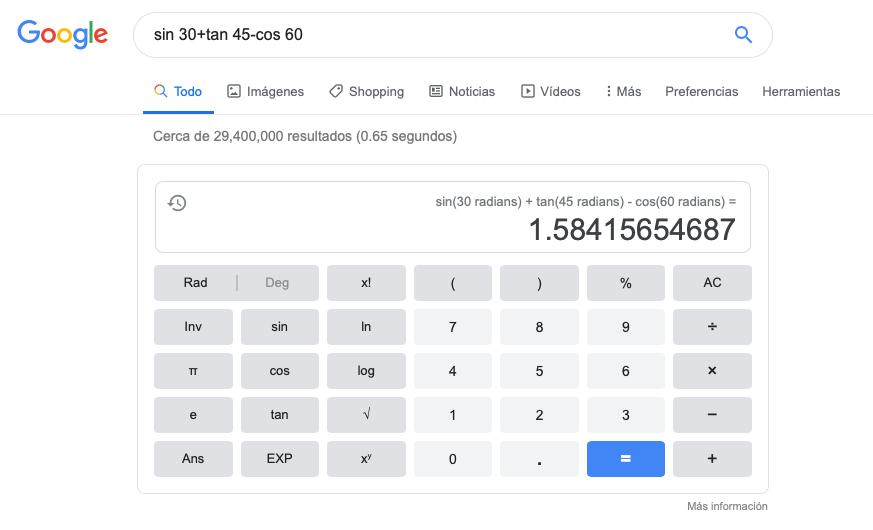 Google
sin 30+tan 45-cos 60
Todo Imágenes Shopping Noticias Vídeos Más Preferencias Herramientas
Cerca de 29,400,000 resultados (0.65 segundos)
sin(30 radians) + tan(45 radians) - cos(60 radians) =
1.58415654687
Rad | Deg x! ( ) % AC
Inv sin ln 7 8 9 ÷
π cos log 4 5 6 ×
e tan √ 1 2 3 −
Ans EXP xʸ 0 . = +
Más información